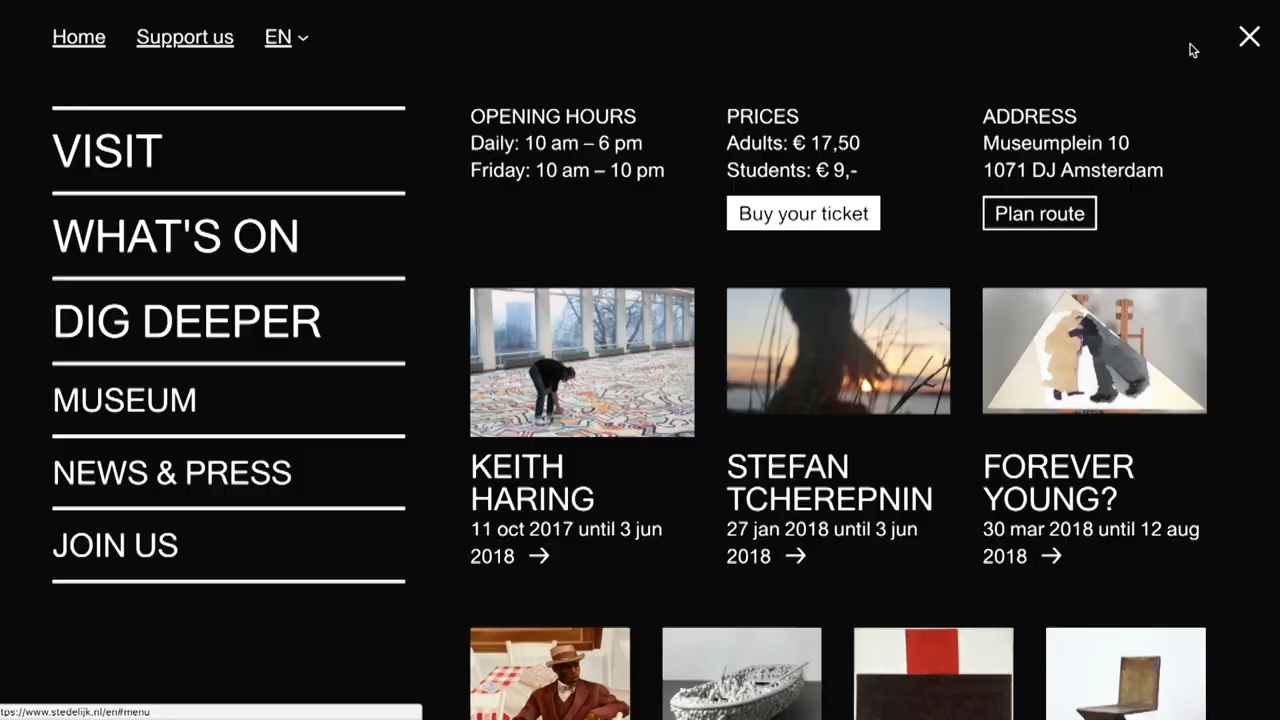 Home Support us EN
VISIT
WHAT'S ON
DIG DEEPER
MUSEUM
NEWS & PRESS
JOIN US
OPENING HOURS
Daily: 10 am – 6 pm
Friday: 10 am – 10 pm
PRICES
Adults: € 17,50
Students: € 9,-
Buy your ticket
ADDRESS
Museumplein 10
1071 DJ Amsterdam
Plan route
KEITH
HARING
11 oct 2017 until 3 jun
2018 →
STEFAN
TCHEREPNIN
27 jan 2018 until 3 jun
2018 →
FOREVER
YOUNG?
30 mar 2018 until 12 aug
2018 →
tps://www.stedelijk.nl/en#menu